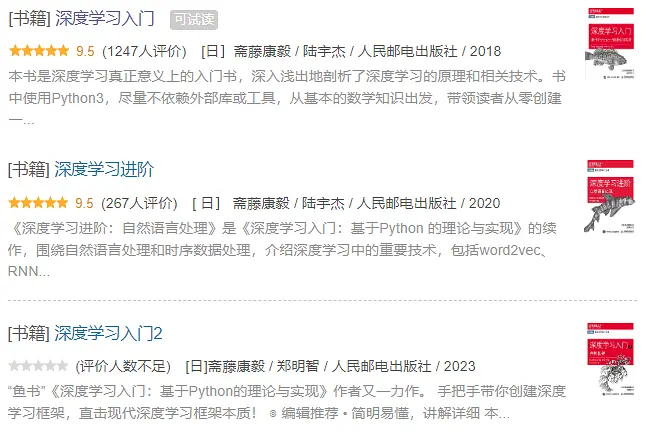 [书籍] 深度学习入门 可试读
9.5 (1247人评价) [日] 斋藤康毅 / 陆宇杰 / 人民邮电出版社 / 2018
本书是深度学习真正意义上的入门书，深入浅出地剖析了深度学习的原理和相关技术。书
中使用Python3，尽量不依赖外部库或工具，从基本的数学知识出发，带领读者从零创建
一...
[书籍] 深度学习进阶
9.5 (267人评价) [ 日] 斋藤康毅 / 陆宇杰 / 人民邮电出版社 / 2020
《深度学习进阶：自然语言处理》是《深度学习入门：基于Python 的理论与实现》的续
作，围绕自然语言处理和时序数据处理，介绍深度学习中的重要技术，包括word2vec、
RNN...
[书籍] 深度学习入门2
(评价人数不足) [日]斋藤康毅 / 郑明智 / 人民邮电出版社 / 2023
“鱼书”《深度学习入门：基于Python的理论与实现》作者又一力作。 手把手带你创建深度
学习框架，直击现代深度学习框架本质！ ⊙ 编辑推荐 • 简明易懂，讲解详细 本...
深度学习入门
深度学习进阶
深度学习入门